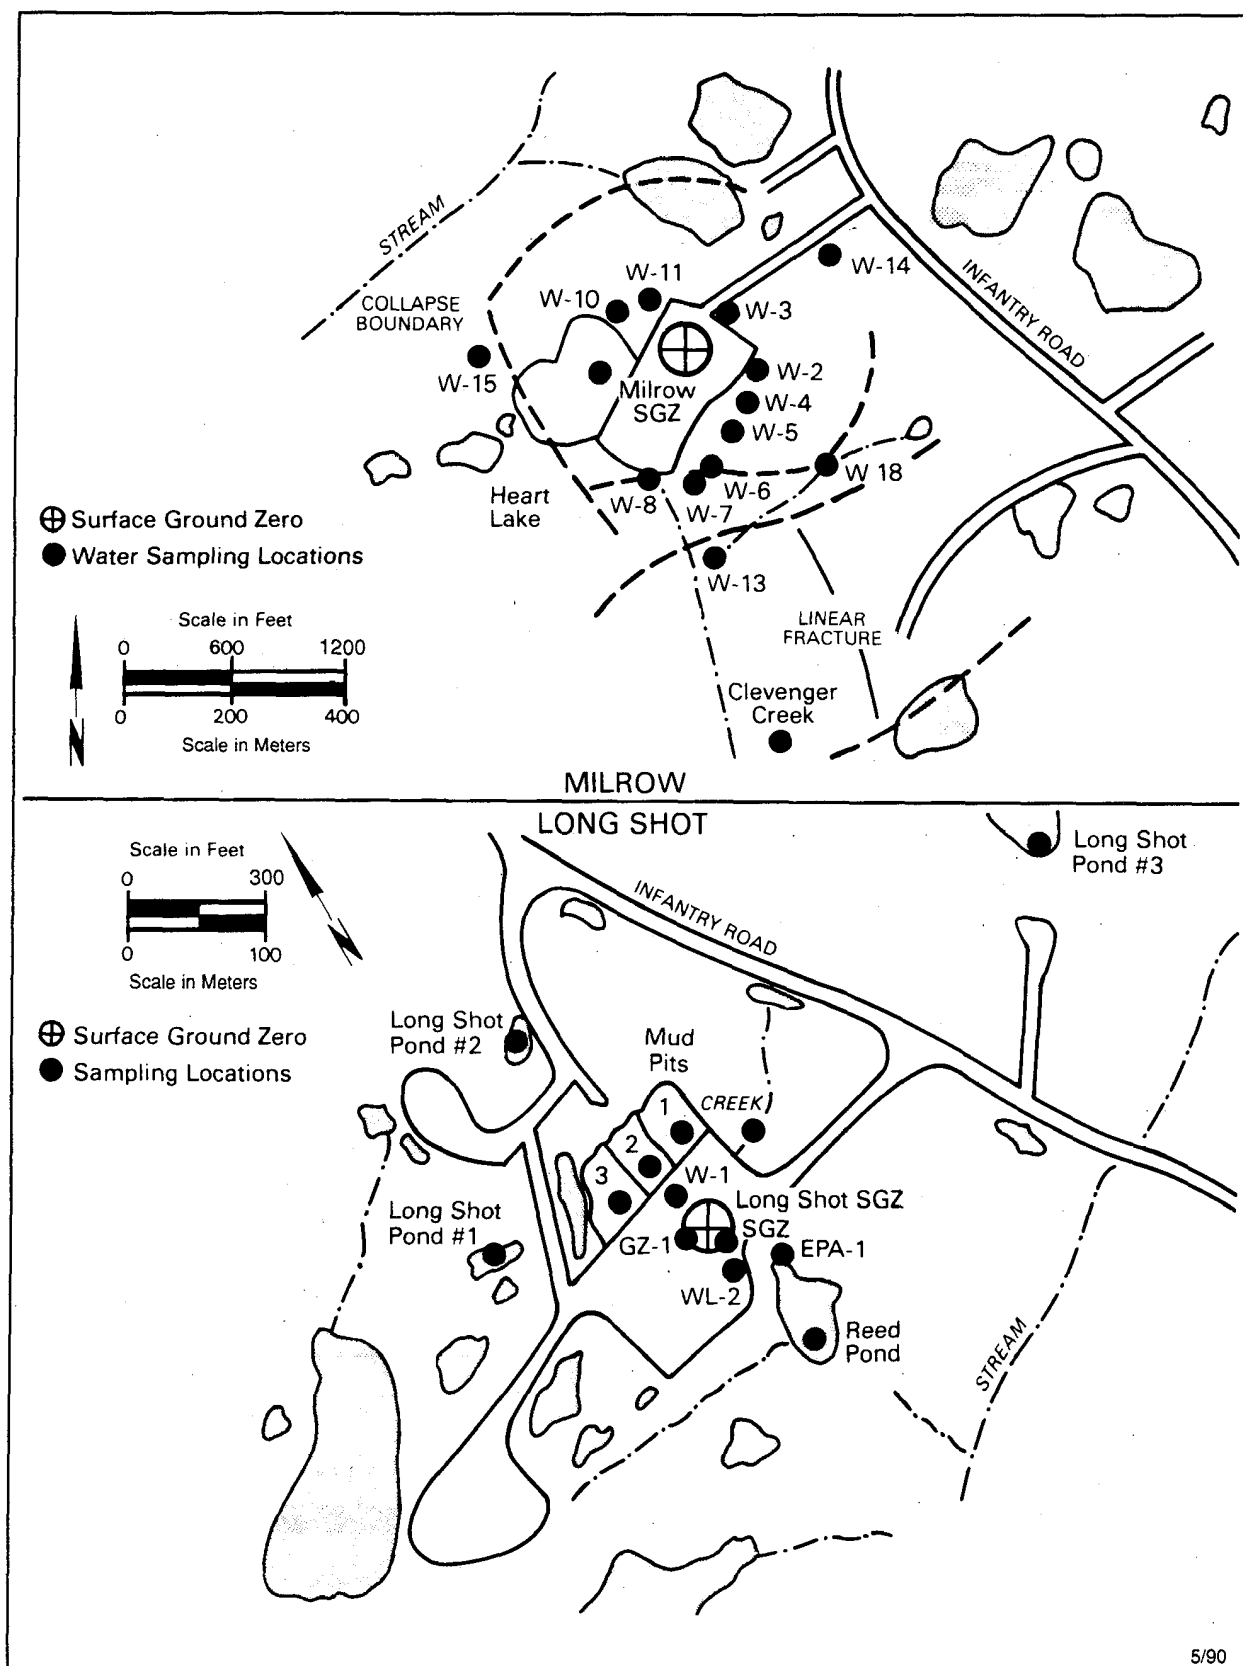 STREAM
COLLAPSE
BOUNDARY
W-11
W-10
W-14
W-3
INFANTRY ROAD
W-15
W-2
Milrow
SGZ
W-4
W-5
W 18
Heart
Lake
W-8
W-6
W-7
W-13
Surface Ground Zero
Water Sampling Locations
LINEAR
FRACTURE
Scale in Feet
0 600 1200
0 200 400
Scale in Meters
N
Clevenger
Creek
MILROW
LONG SHOT
Scale in Feet
0 300
0 100
Scale in Meters
N
Long Shot
Pond #3
INFANTRY ROAD
Surface Ground Zero
Sampling Locations
Long Shot
Pond #2
Mud
Pits
1
CREEK
2
3
W-1
Long Shot SGZ
SGZ
Long Shot
Pond #1
GZ-1
EPA-1
WL-2
Reed
Pond
STREAM
5/90